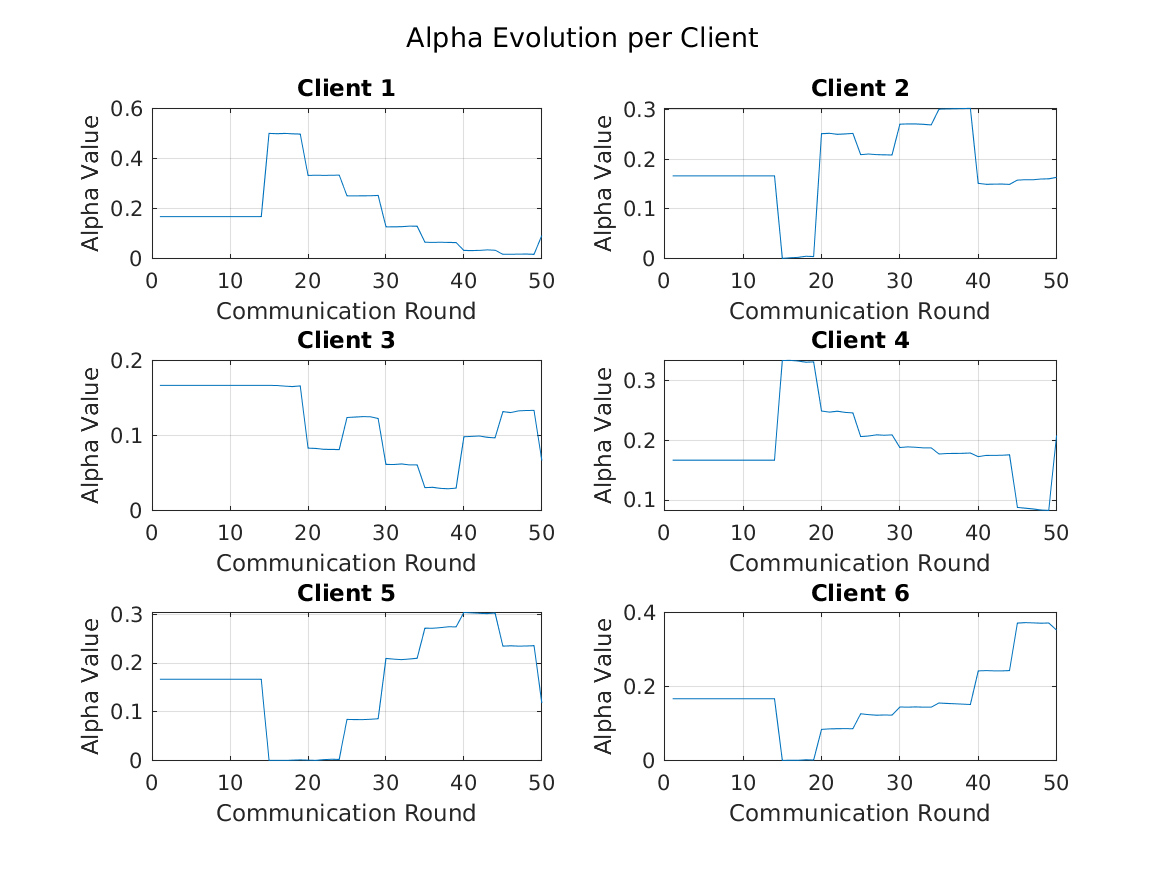 Alpha Evolution per Client
Client 1
Alpha Value
0.6
0.4
0.2
0
0 10 20 30 40 50
Communication Round
Client 2
Alpha Value
0.3
0.2
0.1
0
0 10 20 30 40 50
Communication Round
Client 3
Alpha Value
0.2
0.1
0
0 10 20 30 40 50
Communication Round
Client 4
Alpha Value
0.3
0.2
0.1
0 10 20 30 40 50
Communication Round
Client 5
Alpha Value
0.3
0.2
0.1
0
0 10 20 30 40 50
Communication Round
Client 6
Alpha Value
0.4
0.2
0
0 10 20 30 40 50
Communication Round